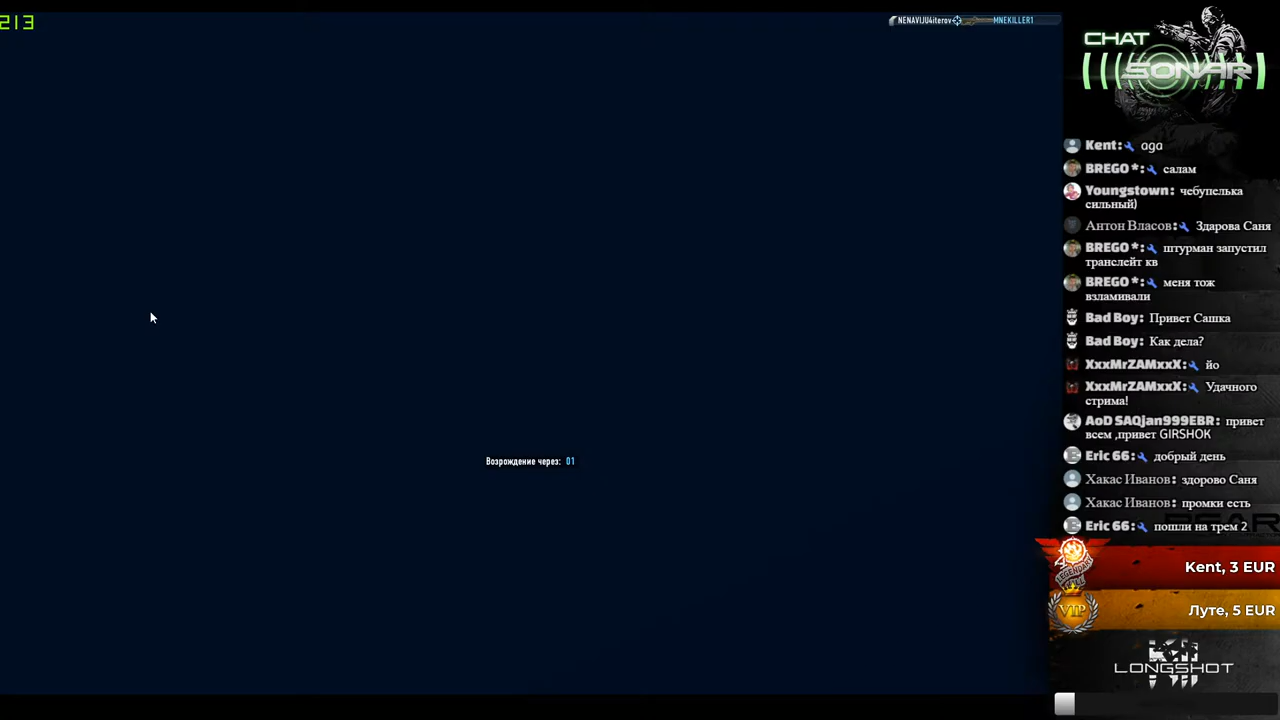 213
NENAVIJU4iterov MNEKILLER1
CHAT
SONAR
Kent: ага
BREGO *: салам
Youngstown: чебупелька
сильный)
Антон Власов: Здарова Саня
BREGO *: штурман запустил
транслейт кв
BREGO *: меня тож
взламивали
Bad Boy: Привет Сашка
Bad Boy: Как дела?
XxxMrZAMxxX: йо
XxxMrZAMxxX: Удачного
стрима!
AoD SAQjan999EBR: привет
всем ,привет GIRSHOK
Возрождение через: 01
Eric 66: добрый день
Хакас Иванов: здорово Саня
Хакас Иванов: промки есть
Eric 66: пошли на трем 2
Kent, 3 EUR
VIP
Луте, 5 EUR
LONGSHOT